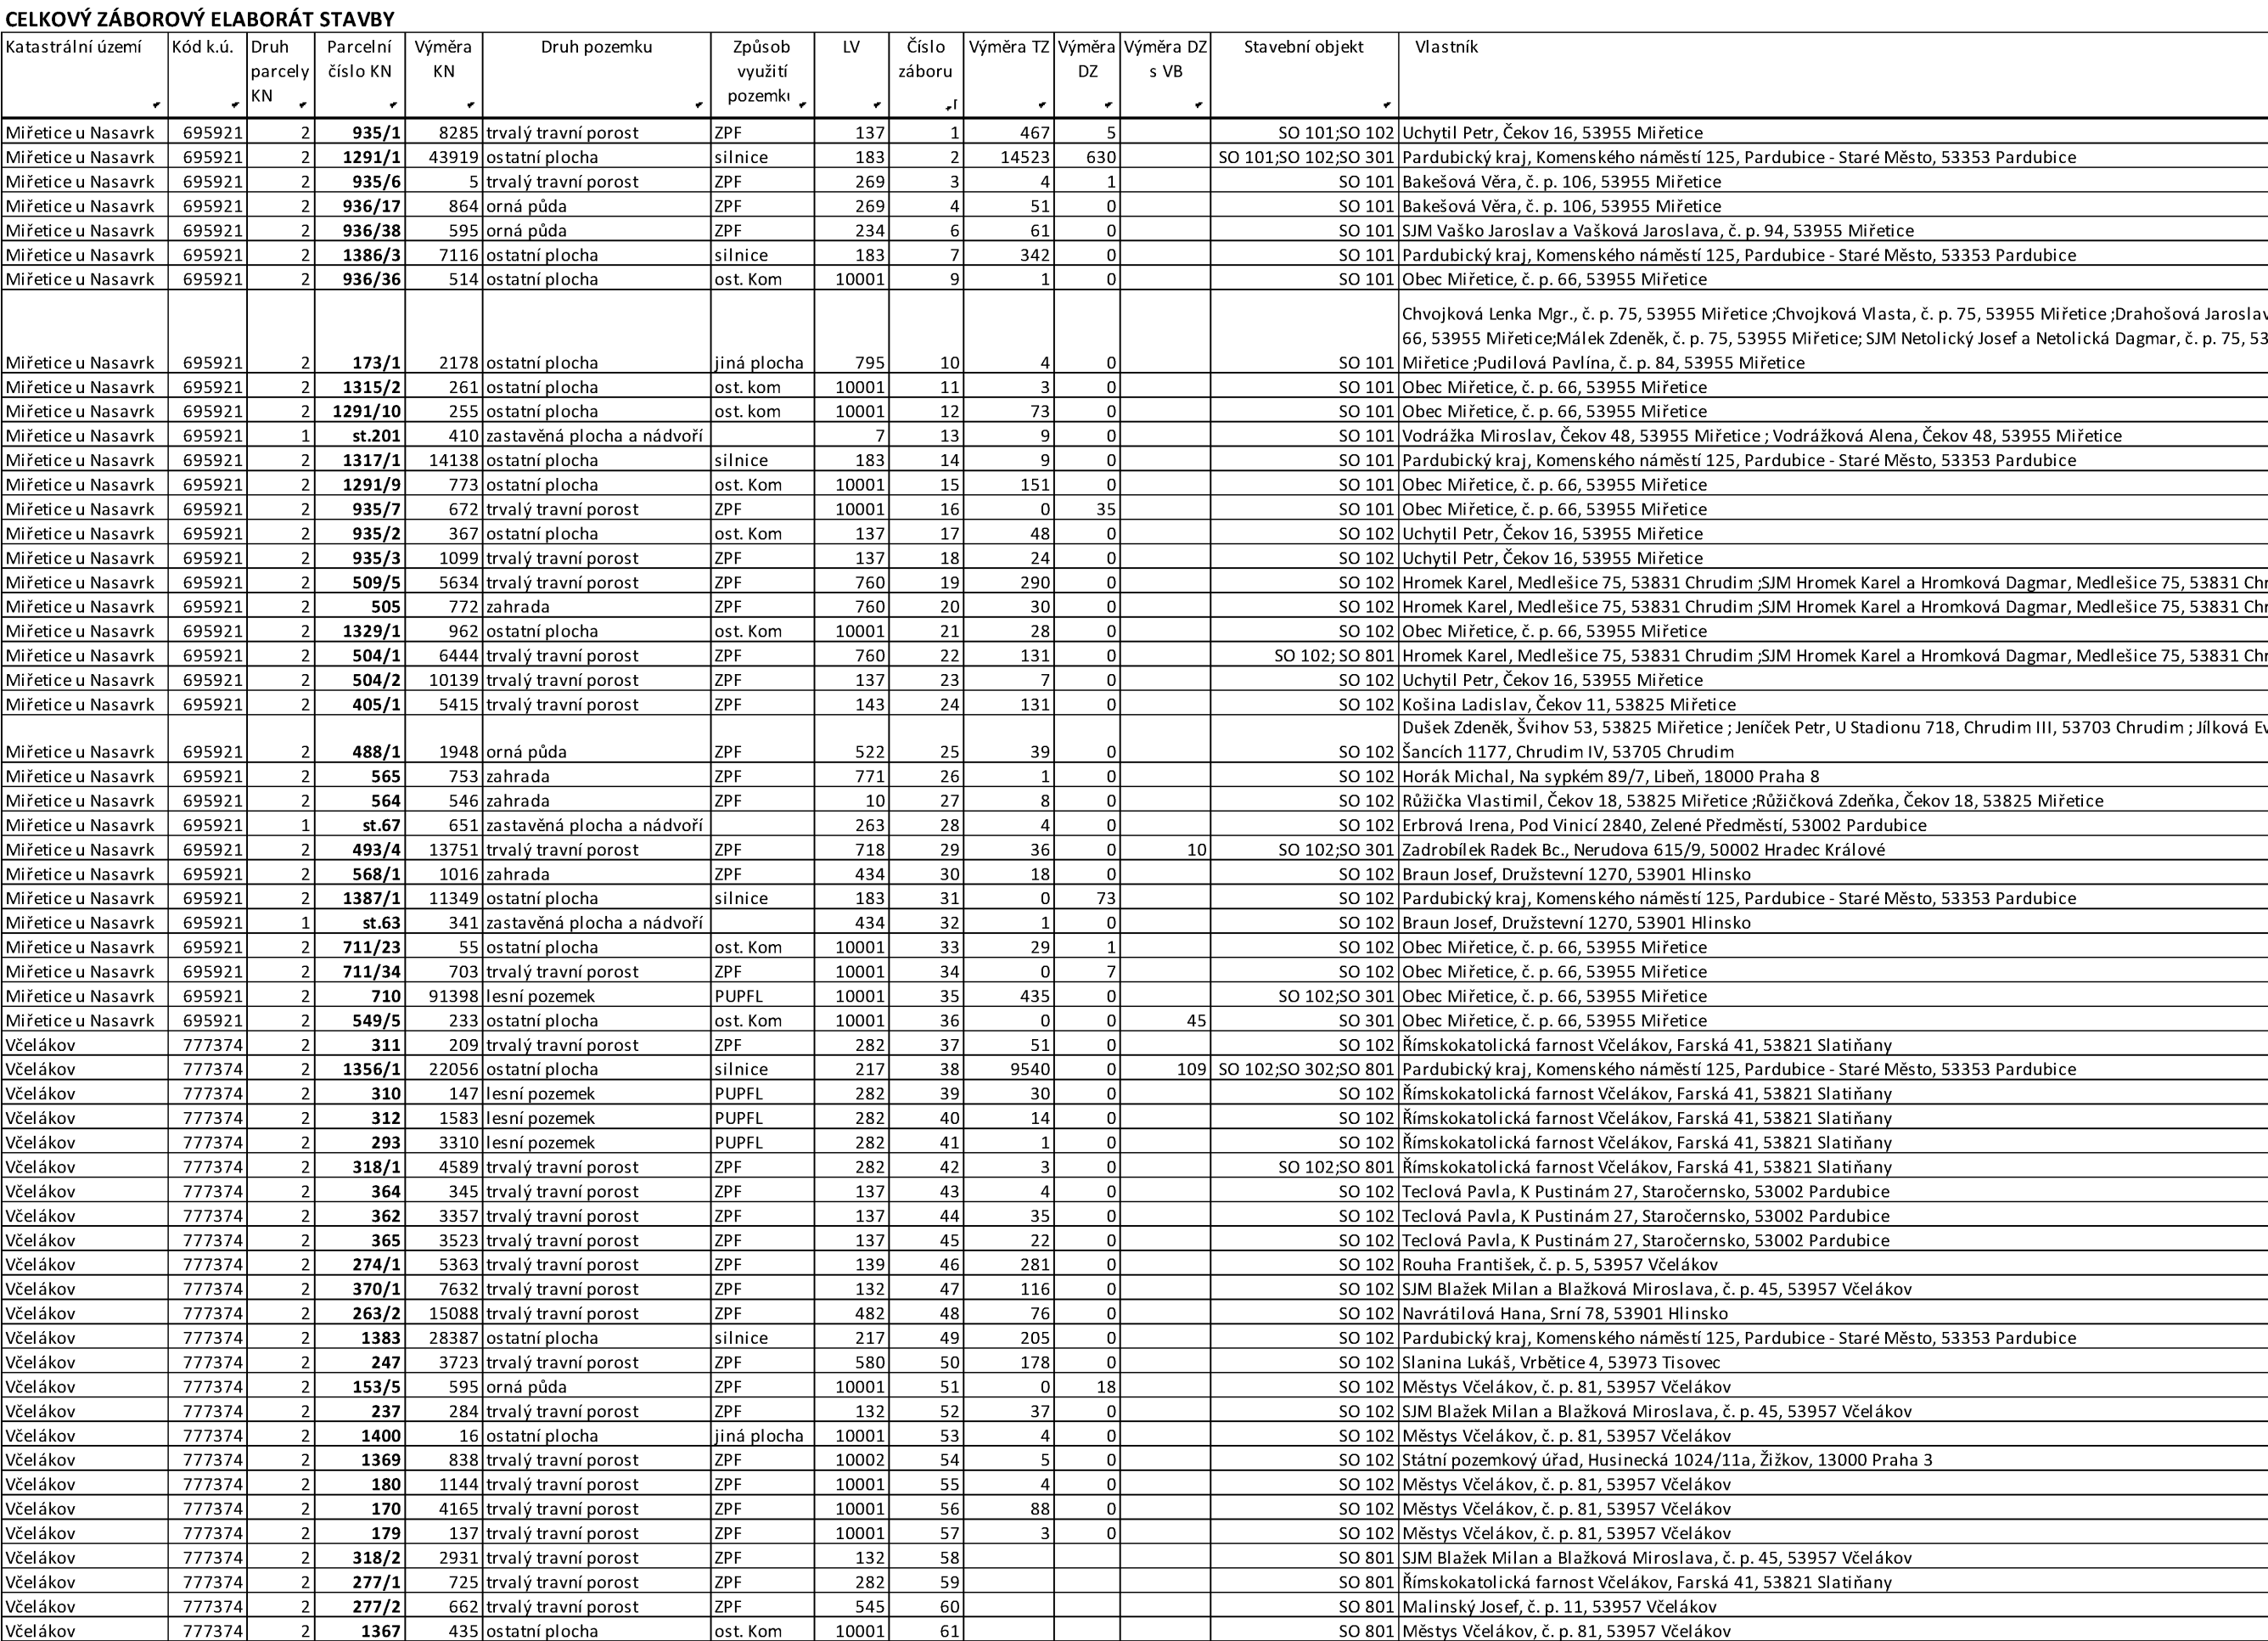 CELKOVÝ ZÁBOROVÝ ELABORÁT STAVBY
Katastrální území Kód k.ú. Druh parcely KN Parcelní číslo KN Výměra KN Druh pozemku Způsob využití pozemku LV Číslo záboru Výměra TZ Výměra DZ Výměra DZ s VB Stavební objekt Vlastník
Miřetice u Nasavrk 695921 2 935/1 8285 trvalý travní porost ZPF 137 1 467 5 SO 101;SO 102 Uchytil Petr, Čekov 16, 53955 Miřetice
Miřetice u Nasavrk 695921 2 1291/1 43919 ostatní plocha silnice 183 2 14523 630 SO 101;SO 102;SO 301 Pardubický kraj, Komenského náměstí 125, Pardubice - Staré Město, 53353 Pardubice
Miřetice u Nasavrk 695921 2 935/6 5 trvalý travní porost ZPF 269 3 4 1 SO 101 Bakešová Věra, č. p. 106, 53955 Miřetice
Miřetice u Nasavrk 695921 2 936/17 864 orná půda ZPF 269 4 51 0 SO 101 Bakešová Věra, č. p. 106, 53955 Miřetice
Miřetice u Nasavrk 695921 2 936/38 595 orná půda ZPF 234 6 61 0 SO 101 SJM Vaško Jaroslav a Vašková Jaroslava, č. p. 94, 53955 Miřetice
Miřetice u Nasavrk 695921 2 1386/3 7116 ostatní plocha silnice 183 7 342 0 SO 101 Pardubický kraj, Komenského náměstí 125, Pardubice - Staré Město, 53353 Pardubice
Miřetice u Nasavrk 695921 2 936/36 514 ostatní plocha ost. Kom 10001 9 1 0 SO 101 Obec Miřetice, č. p. 66, 53955 Miřetice
Chvojková Lenka Mgr., č. p. 75, 53955 Miřetice ;Chvojková Vlasta, č. p. 75, 53955 Miřetice ;Drahošová Jaroslav
66, 53955 Miřetice;Málek Zdeněk, č. p. 75, 53955 Miřetice; SJM Netolický Josef a Netolická Dagmar, č. p. 75, 53
Miřetice u Nasavrk 695921 2 173/1 2178 ostatní plocha jiná plocha 795 10 4 0 SO 101 Miřetice ;Pudilová Pavlína, č. p. 84, 53955 Miřetice
Miřetice u Nasavrk 695921 2 1315/2 261 ostatní plocha ost. kom 10001 11 3 0 SO 101 Obec Miřetice, č. p. 66, 53955 Miřetice
Miřetice u Nasavrk 695921 2 1291/10 255 ostatní plocha ost. kom 10001 12 73 0 SO 101 Obec Miřetice, č. p. 66, 53955 Miřetice
Miřetice u Nasavrk 695921 1 st.201 410 zastavěná plocha a nádvoří 7 13 9 0 SO 101 Vodrážka Miroslav, Čekov 48, 53955 Miřetice ; Vodrážková Alena, Čekov 48, 53955 Miřetice
Miřetice u Nasavrk 695921 2 1317/1 14138 ostatní plocha silnice 183 14 9 0 SO 101 Pardubický kraj, Komenského náměstí 125, Pardubice - Staré Město, 53353 Pardubice
Miřetice u Nasavrk 695921 2 1291/9 773 ostatní plocha ost. Kom 10001 15 151 0 SO 101 Obec Miřetice, č. p. 66, 53955 Miřetice
Miřetice u Nasavrk 695921 2 935/7 672 trvalý travní porost ZPF 10001 16 0 35 SO 101 Obec Miřetice, č. p. 66, 53955 Miřetice
Miřetice u Nasavrk 695921 2 935/2 367 ostatní plocha ost. Kom 137 17 48 0 SO 102 Uchytil Petr, Čekov 16, 53955 Miřetice
Miřetice u Nasavrk 695921 2 935/3 1099 trvalý travní porost ZPF 137 18 24 0 SO 102 Uchytil Petr, Čekov 16, 53955 Miřetice
Miřetice u Nasavrk 695921 2 509/5 5634 trvalý travní porost ZPF 760 19 290 0 SO 102 Hromek Karel, Medlešice 75, 53831 Chrudim ;SJM Hromek Karel a Hromková Dagmar, Medlešice 75, 53831 Chr
Miřetice u Nasavrk 695921 2 505 772 zahrada ZPF 760 20 30 0 SO 102 Hromek Karel, Medlešice 75, 53831 Chrudim ;SJM Hromek Karel a Hromková Dagmar, Medlešice 75, 53831 Chr
Miřetice u Nasavrk 695921 2 1329/1 962 ostatní plocha ost. Kom 10001 21 28 0 SO 102 Obec Miřetice, č. p. 66, 53955 Miřetice
Miřetice u Nasavrk 695921 2 504/1 6444 trvalý travní porost ZPF 760 22 131 0 SO 102; SO 801 Hromek Karel, Medlešice 75, 53831 Chrudim ;SJM Hromek Karel a Hromková Dagmar, Medlešice 75, 53831 Chr
Miřetice u Nasavrk 695921 2 504/2 10139 trvalý travní porost ZPF 137 23 7 0 SO 102 Uchytil Petr, Čekov 16, 53955 Miřetice
Miřetice u Nasavrk 695921 2 405/1 5415 trvalý travní porost ZPF 143 24 131 0 SO 102 Košina Ladislav, Čekov 11, 53825 Miřetice
Dušek Zdeněk, Švihov 53, 53825 Miřetice ; Jeníček Petr, U Stadionu 718, Chrudim III, 53703 Chrudim ; Jílková Ev
Miřetice u Nasavrk 695921 2 488/1 1948 orná půda ZPF 522 25 39 0 SO 102 Šancích 1177, Chrudim IV, 53705 Chrudim
Miřetice u Nasavrk 695921 2 565 753 zahrada ZPF 771 26 1 0 SO 102 Horák Michal, Na sypkém 89/7, Libeň, 18000 Praha 8
Miřetice u Nasavrk 695921 2 564 546 zahrada ZPF 10 27 8 0 SO 102 Růžička Vlastimil, Čekov 18, 53825 Miřetice ;Růžičková Zdeňka, Čekov 18, 53825 Miřetice
Miřetice u Nasavrk 695921 1 st.67 651 zastavěná plocha a nádvoří 263 28 4 0 SO 102 Erbrová Irena, Pod Vinicí 2840, Zelené Předměstí, 53002 Pardubice
Miřetice u Nasavrk 695921 2 493/4 13751 trvalý travní porost ZPF 718 29 36 0 10 SO 102;SO 301 Zadrobílek Radek Bc., Nerudova 615/9, 50002 Hradec Králové
Miřetice u Nasavrk 695921 2 568/1 1016 zahrada ZPF 434 30 18 0 SO 102 Braun Josef, Družstevní 1270, 53901 Hlinsko
Miřetice u Nasavrk 695921 2 1387/1 11349 ostatní plocha silnice 183 31 0 73 SO 102 Pardubický kraj, Komenského náměstí 125, Pardubice - Staré Město, 53353 Pardubice
Miřetice u Nasavrk 695921 1 st.63 341 zastavěná plocha a nádvoří 434 32 1 0 SO 102 Braun Josef, Družstevní 1270, 53901 Hlinsko
Miřetice u Nasavrk 695921 2 711/23 55 ostatní plocha ost. Kom 10001 33 29 1 SO 102 Obec Miřetice, č. p. 66, 53955 Miřetice
Miřetice u Nasavrk 695921 2 711/34 703 trvalý travní porost ZPF 10001 34 0 7 SO 102 Obec Miřetice, č. p. 66, 53955 Miřetice
Miřetice u Nasavrk 695921 2 710 91398 lesní pozemek PUPFL 10001 35 435 0 SO 102;SO 301 Obec Miřetice, č. p. 66, 53955 Miřetice
Miřetice u Nasavrk 695921 2 549/5 233 ostatní plocha ost. Kom 10001 36 0 0 45 SO 301 Obec Miřetice, č. p. 66, 53955 Miřetice
Včelákov 777374 2 311 209 trvalý travní porost ZPF 282 37 51 0 SO 102 Římskokatolická farnost Včelákov, Farská 41, 53821 Slatiňany
Včelákov 777374 2 1356/1 22056 ostatní plocha silnice 217 38 9540 0 109 SO 102;SO 302;SO 801 Pardubický kraj, Komenského náměstí 125, Pardubice - Staré Město, 53353 Pardubice
Včelákov 777374 2 310 147 lesní pozemek PUPFL 282 39 30 0 SO 102 Římskokatolická farnost Včelákov, Farská 41, 53821 Slatiňany
Včelákov 777374 2 312 1583 lesní pozemek PUPFL 282 40 14 0 SO 102 Římskokatolická farnost Včelákov, Farská 41, 53821 Slatiňany
Včelákov 777374 2 293 3310 lesní pozemek PUPFL 282 41 1 0 SO 102 Římskokatolická farnost Včelákov, Farská 41, 53821 Slatiňany
Včelákov 777374 2 318/1 4589 trvalý travní porost ZPF 282 42 3 0 SO 102;SO 801 Římskokatolická farnost Včelákov, Farská 41, 53821 Slatiňany
Včelákov 777374 2 364 345 trvalý travní porost ZPF 137 43 4 0 SO 102 Teclová Pavla, K Pustinám 27, Staročernsko, 53002 Pardubice
Včelákov 777374 2 362 3357 trvalý travní porost ZPF 137 44 35 0 SO 102 Teclová Pavla, K Pustinám 27, Staročernsko, 53002 Pardubice
Včelákov 777374 2 365 3523 trvalý travní porost ZPF 137 45 22 0 SO 102 Teclová Pavla, K Pustinám 27, Staročernsko, 53002 Pardubice
Včelákov 777374 2 274/1 5363 trvalý travní porost ZPF 139 46 281 0 SO 102 Rouha František, č. p. 5, 53957 Včelákov
Včelákov 777374 2 370/1 7632 trvalý travní porost ZPF 132 47 116 0 SO 102 SJM Blažek Milan a Blažková Miroslava, č. p. 45, 53957 Včelákov
Včelákov 777374 2 263/2 15088 trvalý travní porost ZPF 482 48 76 0 SO 102 Navrátilová Hana, Srní 78, 53901 Hlinsko
Včelákov 777374 2 1383 28387 ostatní plocha silnice 217 49 205 0 SO 102 Pardubický kraj, Komenského náměstí 125, Pardubice - Staré Město, 53353 Pardubice
Včelákov 777374 2 247 3723 trvalý travní porost ZPF 580 50 178 0 SO 102 Slanina Lukáš, Vrbětice 4, 53973 Tisovec
Včelákov 777374 2 153/5 595 orná půda ZPF 10001 51 0 18 SO 102 Městys Včelákov, č. p. 81, 53957 Včelákov
Včelákov 777374 2 237 284 trvalý travní porost ZPF 132 52 37 0 SO 102 SJM Blažek Milan a Blažková Miroslava, č. p. 45, 53957 Včelákov
Včelákov 777374 2 1400 16 ostatní plocha jiná plocha 10001 53 4 0 SO 102 Městys Včelákov, č. p. 81, 53957 Včelákov
Včelákov 777374 2 1369 838 trvalý travní porost ZPF 10002 54 5 0 SO 102 Státní pozemkový úřad, Husinecká 1024/11a, Žižkov, 13000 Praha 3
Včelákov 777374 2 180 1144 trvalý travní porost ZPF 10001 55 4 0 SO 102 Městys Včelákov, č. p. 81, 53957 Včelákov
Včelákov 777374 2 170 4165 trvalý travní porost ZPF 10001 56 88 0 SO 102 Městys Včelákov, č. p. 81, 53957 Včelákov
Včelákov 777374 2 179 137 trvalý travní porost ZPF 10001 57 3 0 SO 102 Městys Včelákov, č. p. 81, 53957 Včelákov
Včelákov 777374 2 318/2 2931 trvalý travní porost ZPF 132 58 SO 801 SJM Blažek Milan a Blažková Miroslava, č. p. 45, 53957 Včelákov
Včelákov 777374 2 277/1 725 trvalý travní porost ZPF 282 59 SO 801 Římskokatolická farnost Včelákov, Farská 41, 53821 Slatiňany
Včelákov 777374 2 277/2 662 trvalý travní porost ZPF 545 60 SO 801 Malinský Josef, č. p. 11, 53957 Včelákov
Včelákov 777374 2 1367 435 ostatní plocha ost. Kom 10001 61 SO 801 Městys Včelákov, č. p. 81, 53957 Včelákov